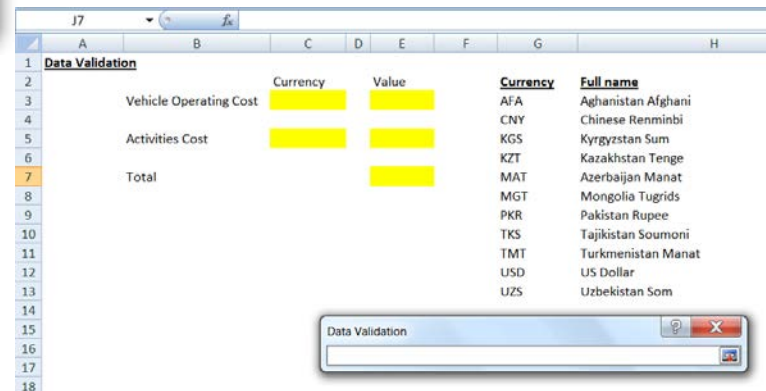 J7 fx
A B C D E F G H
1 Data Validation
2 Currency Value Currency Full name
3 Vehicle Operating Cost AFA Aghanistan Afghani
4 CNY Chinese Renminbi
5 Activities Cost KGS Kyrgyzstan Sum
6 KZT Kazakhstan Tenge
7 Total MAT Azerbaijan Manat
8 MGT Mongolia Tugrids
9 PKR Pakistan Rupee
10 TKS Tajikistan Soumoni
11 TMT Turkmenistan Manat
12 USD US Dollar
13 UZS Uzbekistan Som
14
15 Data Validation ? X
16
17
18